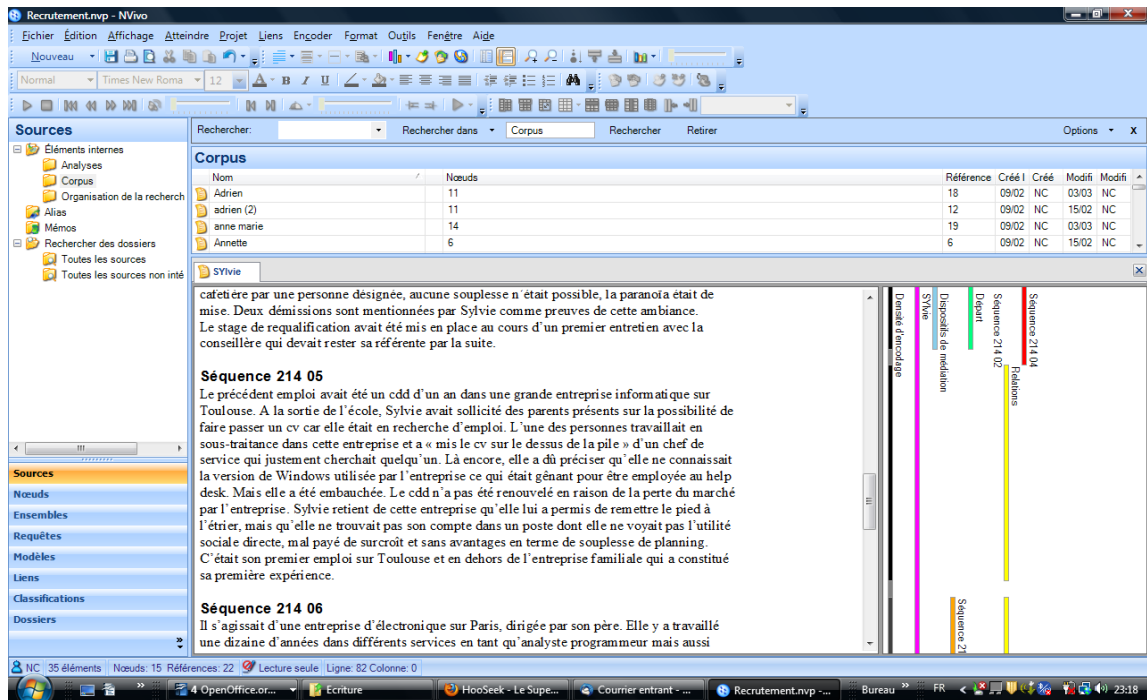 Recrutement.nvp - NVivo
Fichier Édition Affichage Atteindre Projet Liens Encoder Format Outils Fenêtre Aide
Nouveau
Normal Times New Roma 12
Sources
Rechercher: Rechercher dans Corpus Rechercher Retirer Options x
Éléments internes
Analyses
Corpus
Organisation de la recherch
Alias
Mémos
Rechercher des dossiers
Toutes les sources
Toutes les sources non inté
Corpus
Nom Nœuds Référence Créé l Créé Modifi Modifi
Adrien 11 18 09/02 NC 03/03 NC
adrien (2) 11 12 09/02 NC 15/02 NC
anne marie 14 19 09/02 NC 03/03 NC
Annette 6 6 09/02 NC 15/02 NC
SYlvie
cafetière par une personne désignée, aucune souplesse n'était possible, la paranoïa était de
mise. Deux démissions sont mentionnées par Sylvie comme preuves de cette ambiance.
Le stage de requalification avait été mis en place au cours d'un premier entretien avec la
conseillère qui devait rester sa référente par la suite.
Séquence 214 05
Le précédent emploi avait été un cdd d'un an dans une grande entreprise informatique sur
Toulouse. A la sortie de l'école, Sylvie avait sollicité des parents présents sur la possibilité de
faire passer un cv car elle était en recherche d'emploi. L'une des personnes travaillait en
sous-traitance dans cette entreprise et a « mis le cv sur le dessus de la pile » d'un chef de
service qui justement cherchait quelqu'un. Là encore, elle a dû préciser qu'elle ne connaissait
la version de Windows utilisée par l'entreprise ce qui était gênant pour être employée au help
desk. Mais elle a été embauchée. Le cdd n'a pas été renouvelé en raison de la perte du marché
par l'entreprise. Sylvie retient de cette entreprise qu'elle lui a permis de remettre le pied à
l'étrier, mais qu'elle ne trouvait pas son compte dans un poste dont elle ne voyait pas l'utilité
sociale directe, mal payé de surcroît et sans avantages en terme de souplesse de planning.
C'était son premier emploi sur Toulouse et en dehors de l'entreprise familiale qui a constitué
sa première expérience.
Séquence 214 06
Il s'agissait d'une entreprise d'électronique sur Paris, dirigée par son père. Elle y a travaillé
une dizaine d'années dans différents services en tant qu'analyste programmeur mais aussi
Densité d'encodage
SYlvie
Dispositifs de médiation
Départ
Séquence 214 02
Séquence 214 04
Relations
Séquence 21
Sources
Nœuds
Ensembles
Requêtes
Modèles
Liens
Classifications
Dossiers
»
NC 35 éléments Nœuds: 15 Références: 22 Lecture seule Ligne: 82 Colonne: 0
» 4 OpenOffice.or... Ecriture HooSeek - Le Supe... Courrier entrant - ... Recrutement.nvp -... Bureau » FR < 23:18